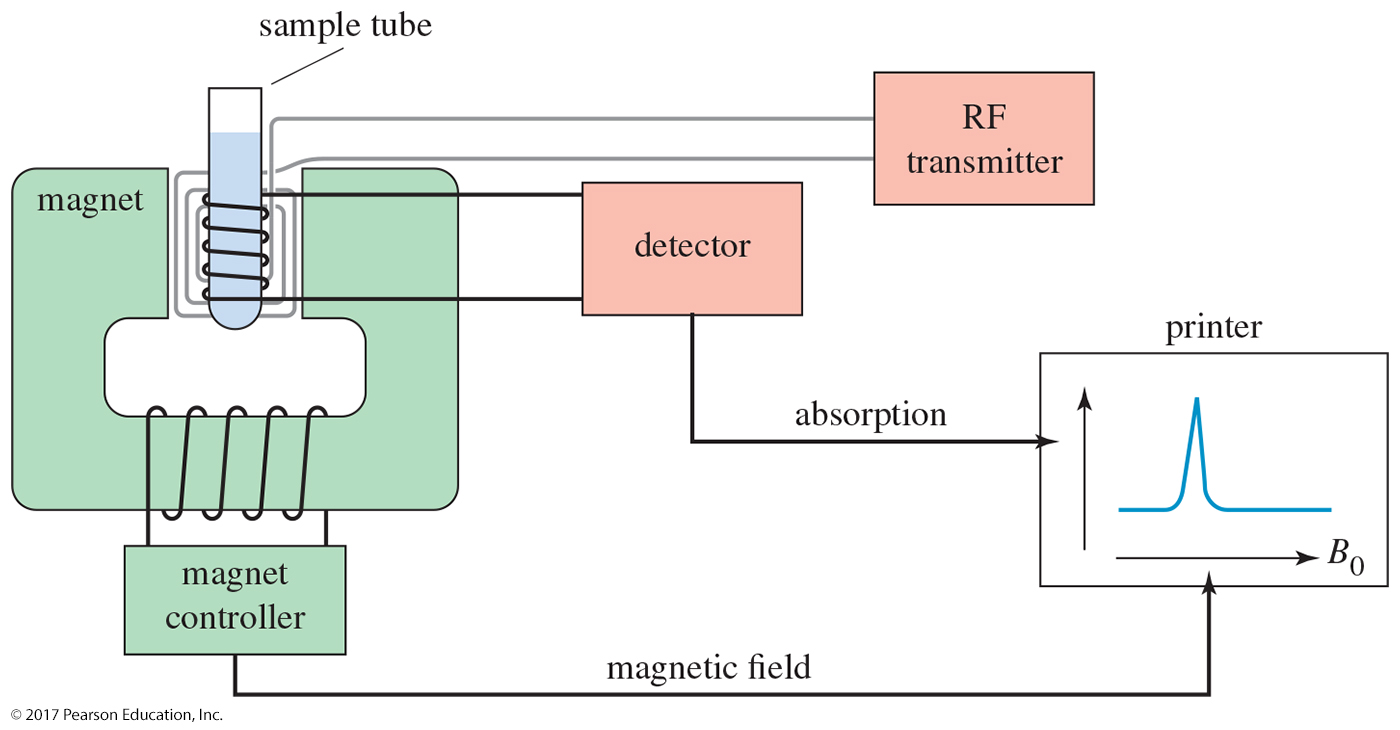 sample tube
RF
transmitter
magnet
detector
printer
absorption
B₀
magnet
controller
magnetic field
© 2017 Pearson Education, Inc.